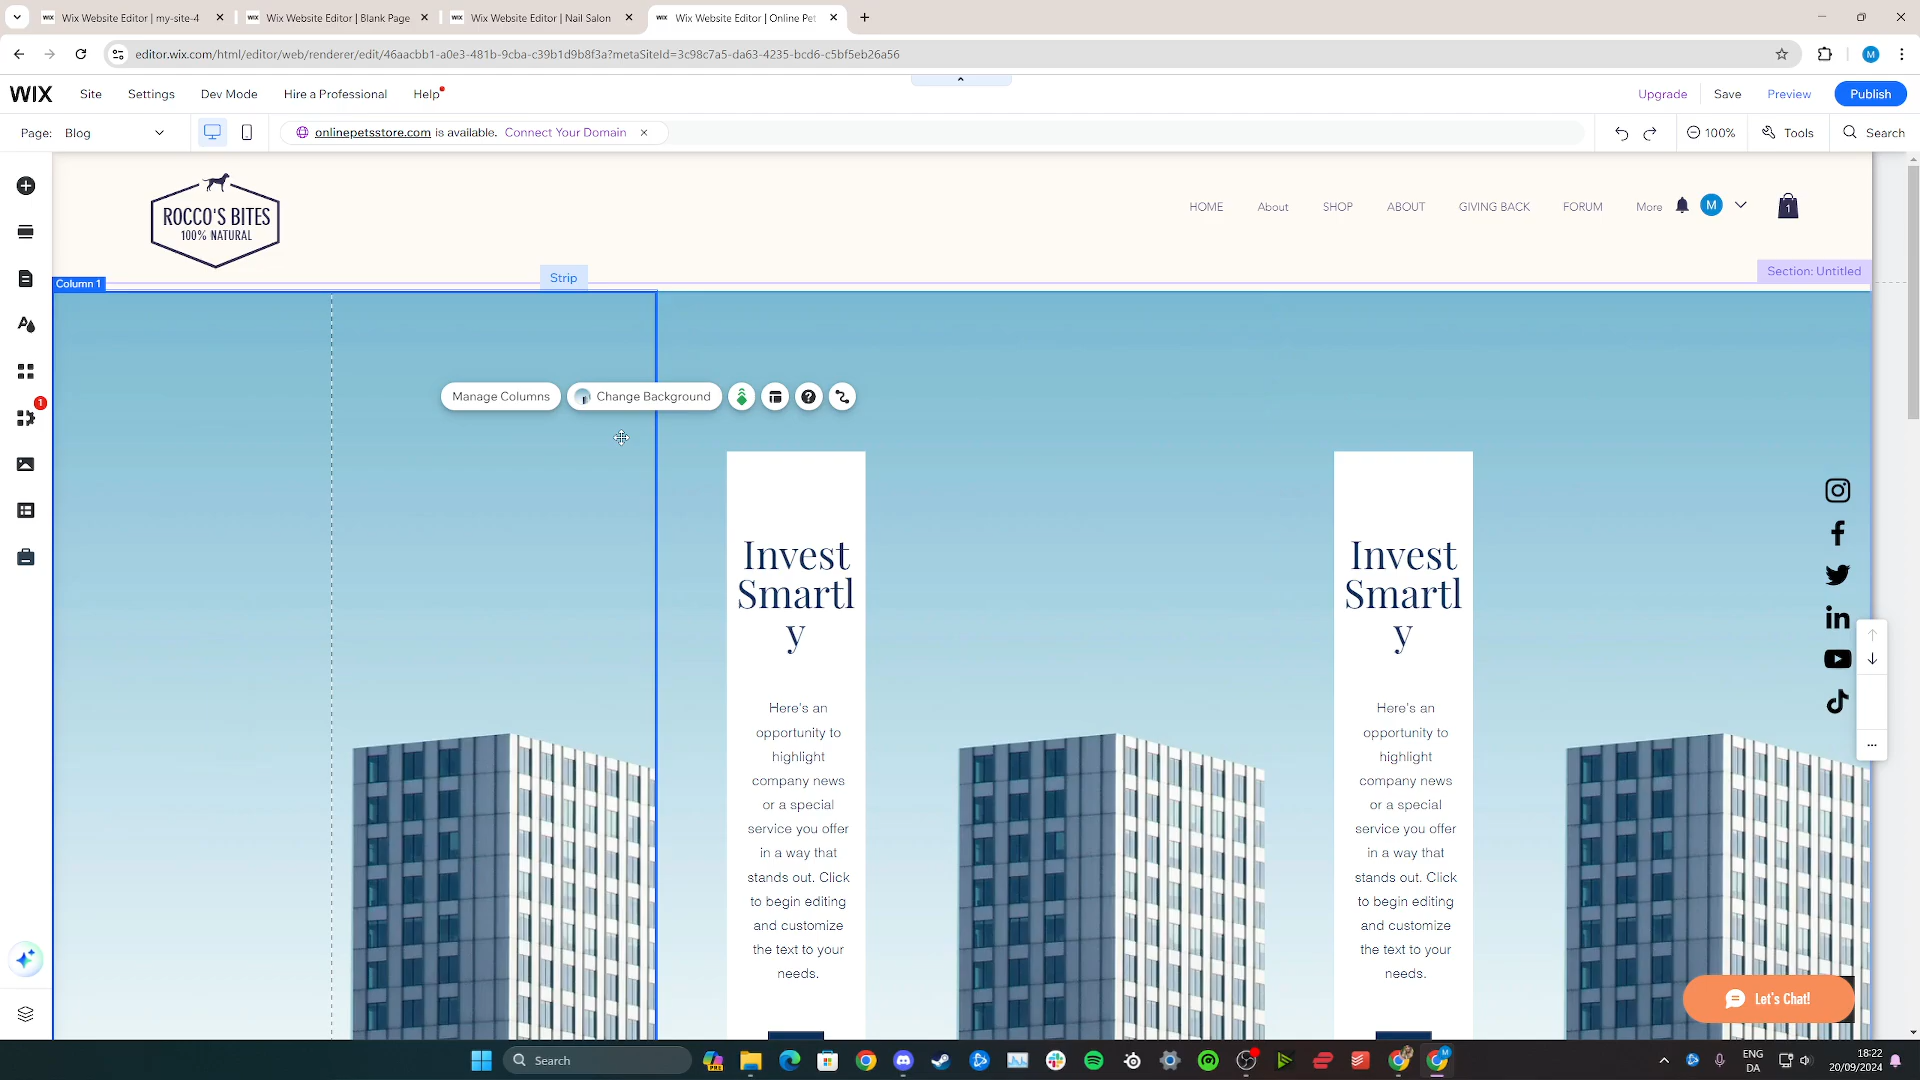 Wix Website Editor | my-site-4
Wix Website Editor | Blank Page
Wix Website Editor | Nail Salon
Wix Website Editor | Online Pet
editor.wix.com/html/editor/web/renderer/edit/46aacbb1-a0e3-481b-9cba-c39b1d9b8f3a?metaSiteId=3c98c7a5-da63-4235-bcd6-c5bf5eb26a56
M
WIX Site Settings Dev Mode Hire a Professional Help
Upgrade Save Preview Publish
Page: Blog
onlinepetsstore.com is available. Connect Your Domain
100% Tools Search
ROCCO'S BITES
100% NATURAL
HOME About SHOP ABOUT GIVING BACK FORUM More M 1
Column 1
Strip
Section: Untitled
Manage Columns Change Background
1
Invest
Smartl
y
Here's an
opportunity to
highlight
company news
or a special
service you offer
in a way that
stands out. Click
to begin editing
and customize
the text to your
needs.
Invest
Smartl
y
Here's an
opportunity to
highlight
company news
or a special
service you offer
in a way that
stands out. Click
to begin editing
and customize
the text to your
needs.
Let's Chat!
Search
PRE
M
ENG
DA
18:22
20/09/2024